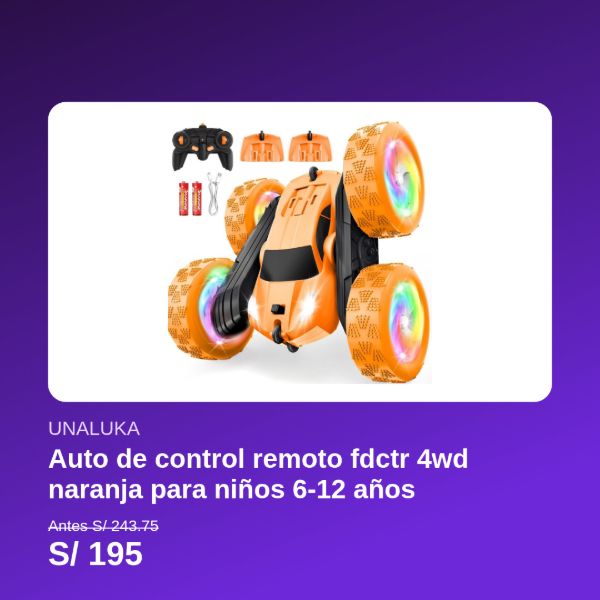 UNALUKA
Auto de control remoto fdctr 4wd
naranja para niños 6-12 años
Antes S/ 243.75
S/ 195